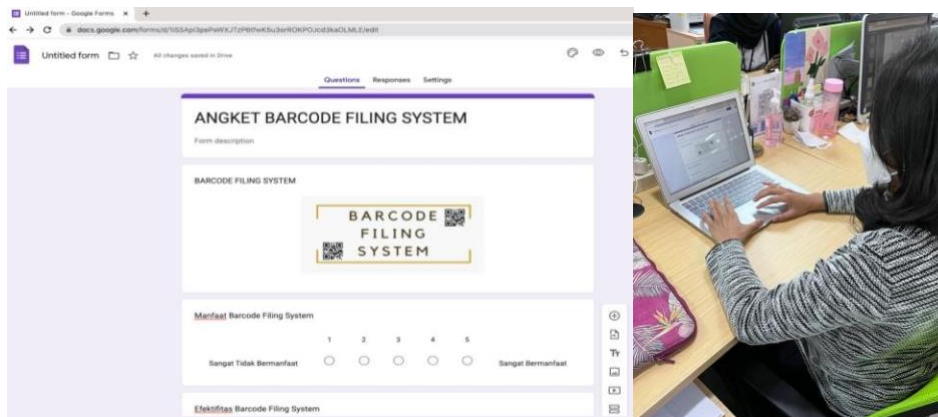 Untitled form - Google Forms
Untitled form
All changes saved in Drive
Questions Responses Settings
ANGKET BARCODE FILING SYSTEM
Form description
BARCODE FILING SYSTEM
BARCODE
FILING
SYSTEM
Manfaat Barcode Filing System
1 2 3 4 5
Sangat Tidak Bermanfaat Sangat Bermanfaat
Efektifitas Barcode Filing System
Tт